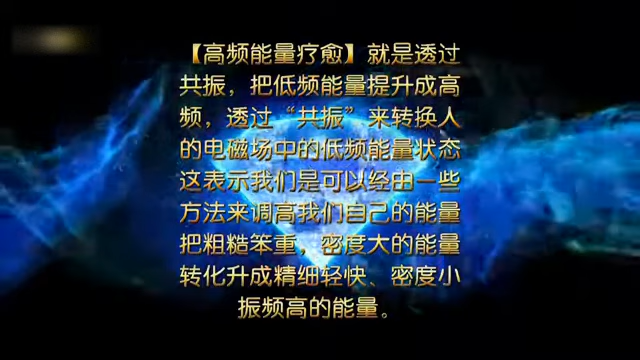 【高频能量疗愈】就是透过
共振，把低频能量提升成高
频，透过“共振”来转换人
的电磁场中的低频能量状态
这表示我们是可以经由一些
方法来调高我们自己的能量
把粗糙笨重，密度大的能量
转化升成精细轻快、密度小
振频高的能量。